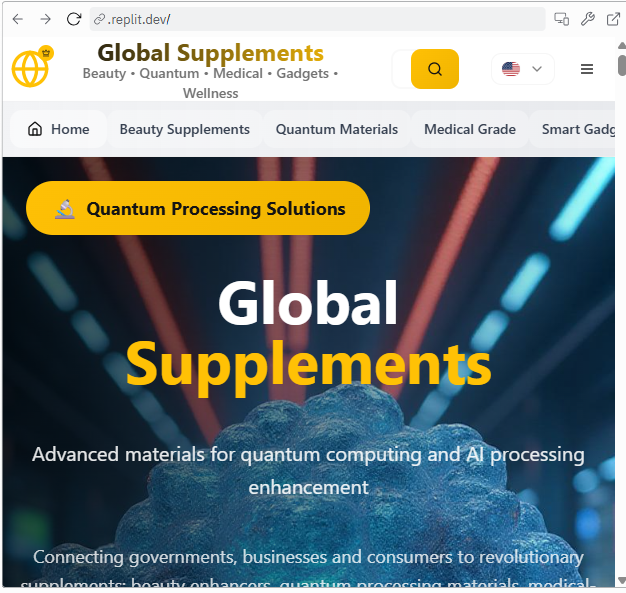 .replit.dev/
Global Supplements
Beauty • Quantum • Medical • Gadgets •
Wellness
Home
Beauty Supplements
Quantum Materials
Medical Grade
Smart Gadg
Quantum Processing Solutions
Global
Supplements
Advanced materials for quantum computing and AI processing
enhancement
Connecting governments, businesses and consumers to revolutionary
supplements: beauty enhancers, quantum processing materials, medical-